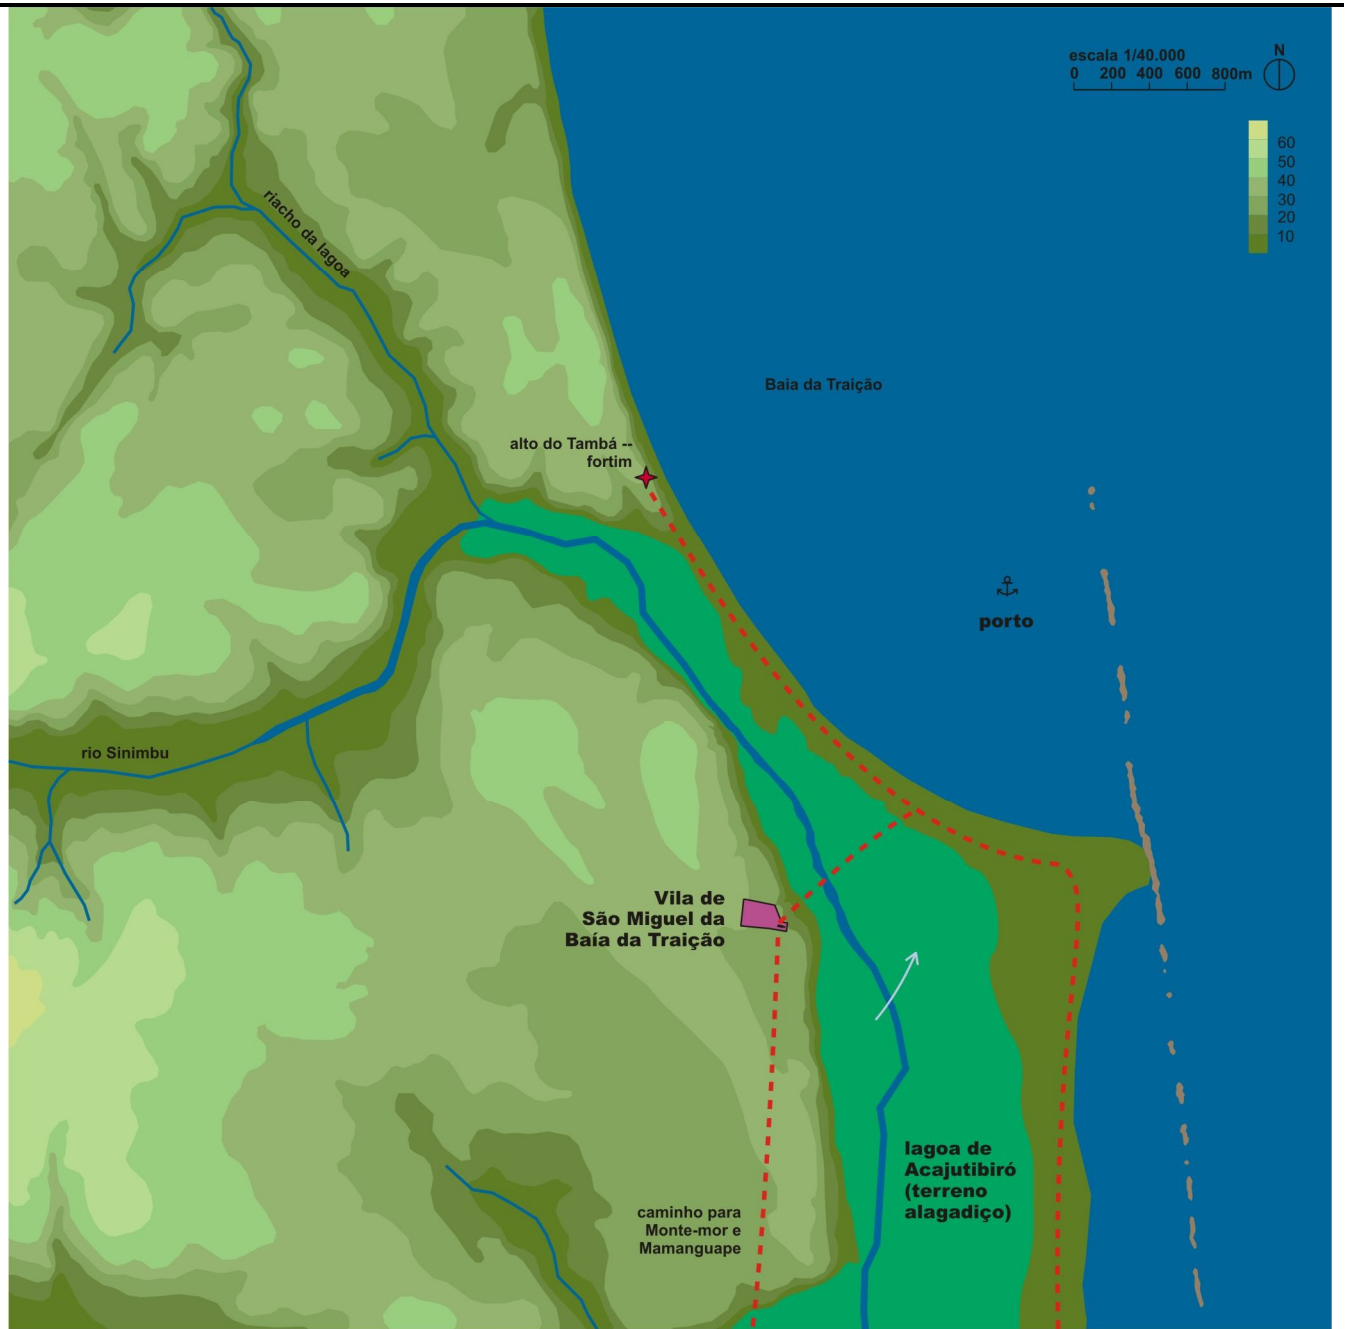 escala 1/40.000
N
0 200 400 600 800m
60
50
40
30
20
10
riacho da lagoa
Baia da Traição
alto do Tambá --
fortim
porto
rio Sinimbu
Vila de
São Miguel da
Baía da Traição
lagoa de
Acajutibiró
(terreno
alagadiço)
caminho para
Monte-mor e
Mamanguape